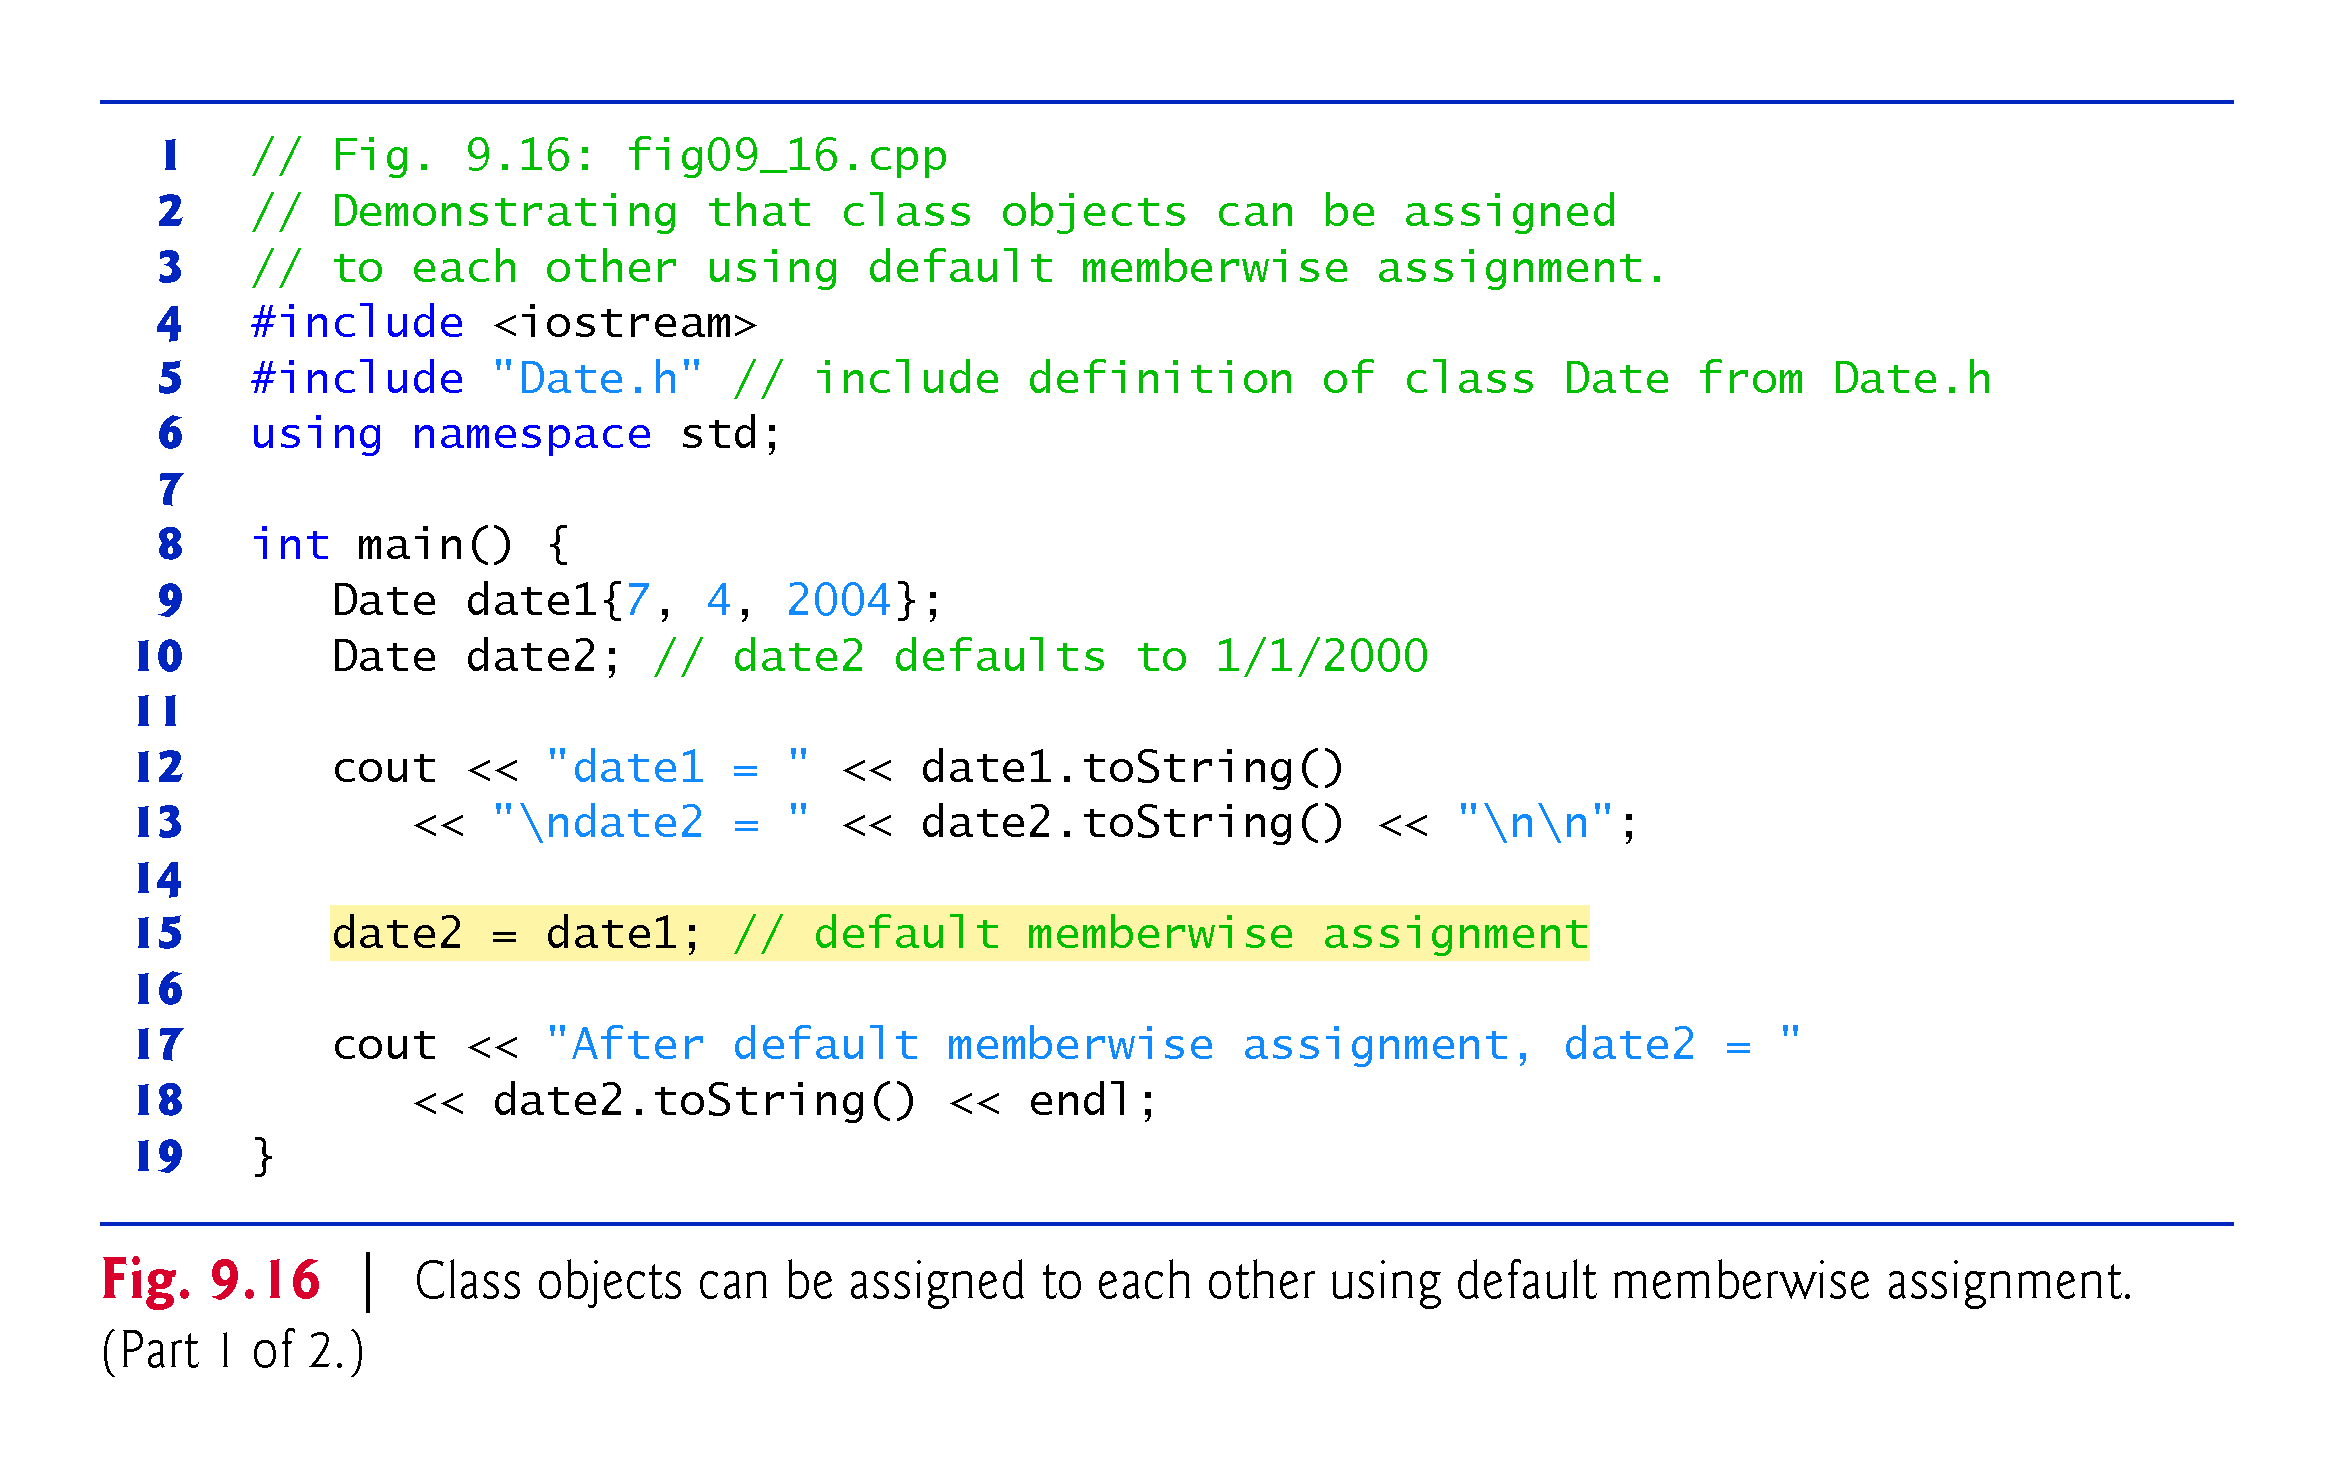 1 // Fig. 9.16: fig09_16.cpp
2 // Demonstrating that class objects can be assigned
3 // to each other using default memberwise assignment.
4 #include <iostream>
5 #include "Date.h" // include definition of class Date from Date.h
6 using namespace std;
7
8 int main() {
9    Date date1{7, 4, 2004};
10    Date date2; // date2 defaults to 1/1/2000
11
12    cout << "date1 = " << date1.toString()
13       << "\ndate2 = " << date2.toString() << "\n\n";
14
15    date2 = date1; // default memberwise assignment
16
17    cout << "After default memberwise assignment, date2 = "
18       << date2.toString() << endl;
19 }
Fig. 9.16 | Class objects can be assigned to each other using default memberwise assignment.
(Part 1 of 2.)